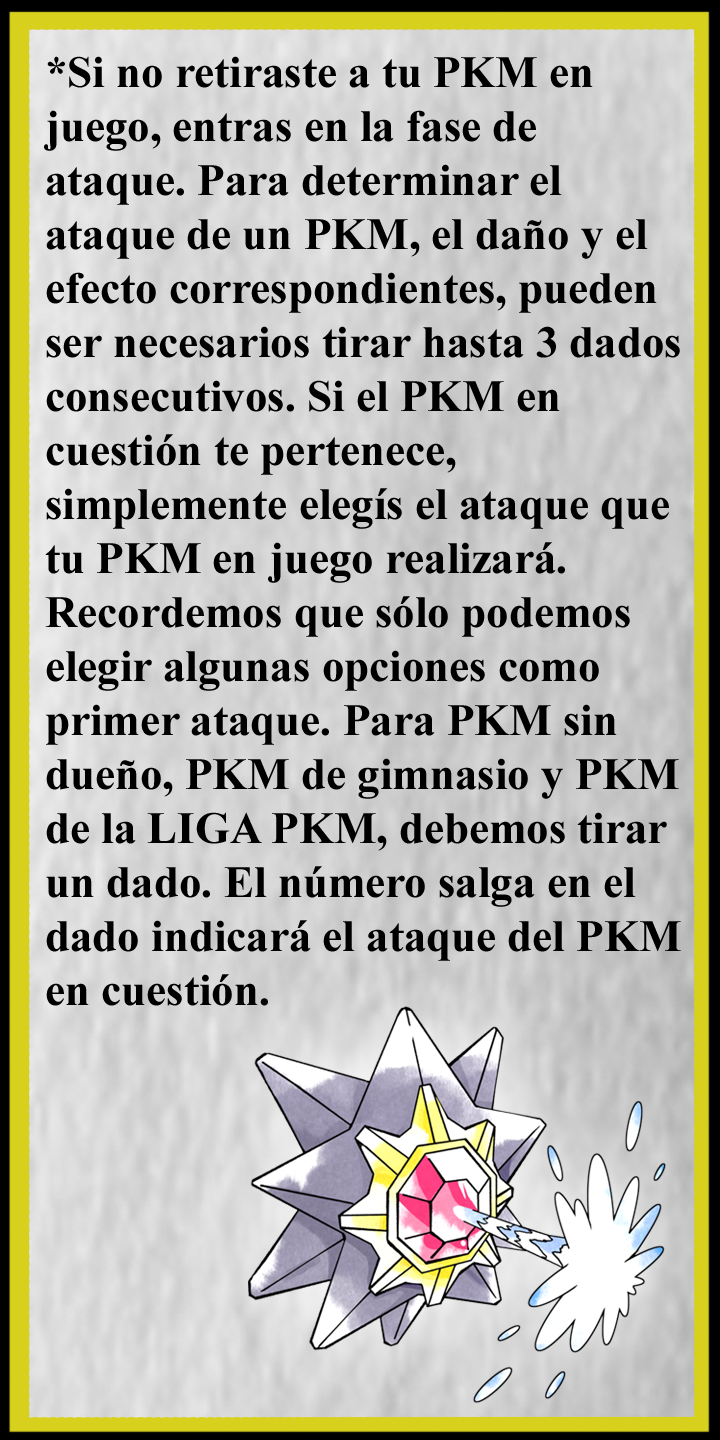 *Si no retiraste a tu PKM en
juego, entras en la fase de
ataque. Para determinar el
ataque de un PKM, el daño y el
efecto correspondientes, pueden
ser necesarios tirar hasta 3 dados
consecutivos. Si el PKM en
cuestión te pertenece,
simplemente elegís el ataque que
tu PKM en juego realizará.
Recordemos que sólo podemos
elegir algunas opciones como
primer ataque. Para PKM sin
dueño, PKM de gimnasio y PKM
de la LIGA PKM, debemos tirar
un dado. El número salga en el
dado indicará el ataque del PKM
en cuestión.